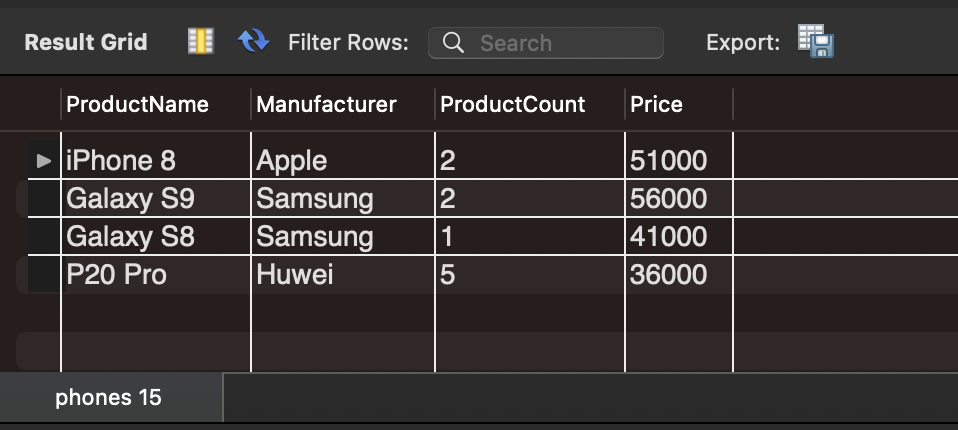 Result Grid Filter Rows: Search Export:
ProductName Manufacturer ProductCount Price
iPhone 8 Apple 2 51000
Galaxy S9 Samsung 2 56000
Galaxy S8 Samsung 1 41000
P20 Pro Huwei 5 36000
phones 15